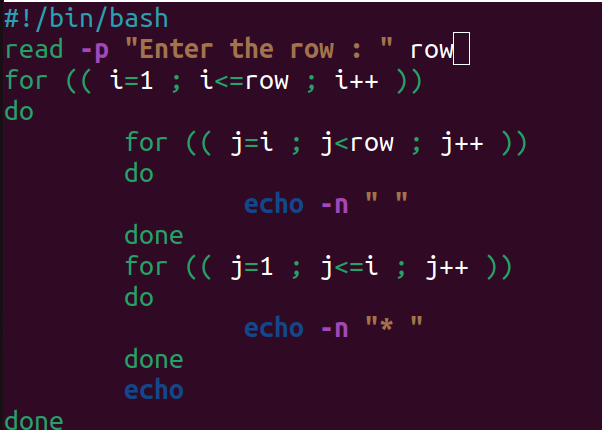 #!/bin/bash
read -p "Enter the row : " row
for (( i=1 ; i<=row ; i++ ))
do
        for (( j=i ; j<row ; j++ ))
        do
                echo -n " "
        done
        for (( j=1 ; j<=i ; j++ ))
        do
                echo -n "* "
        done
        echo
done